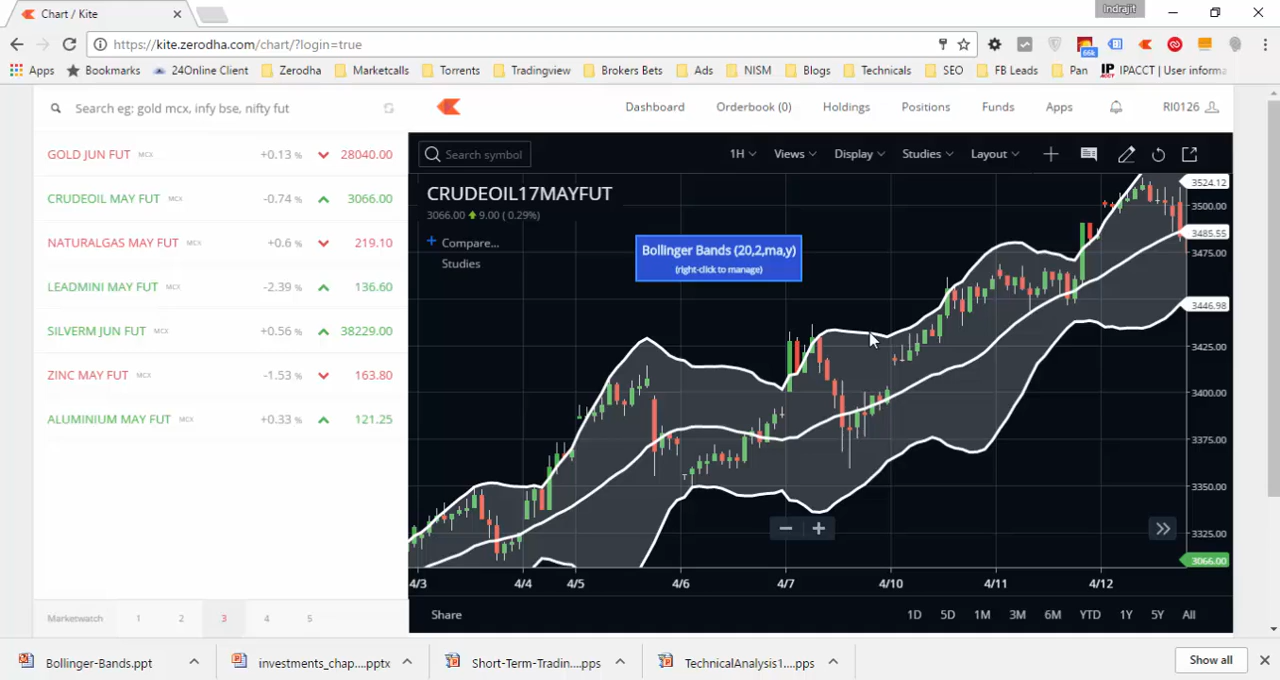 Chart / Kite
Indrajit
https://kite.zerodha.com/chart/?login=true
66k
Apps Bookmarks 24Online Client Zerodha Marketcalls Torrents Tradingview Brokers Bets Ads NISM Blogs Technicals SEO FB Leads Pan IP IPACCT | User informa
Search eg: gold mcx, infy bse, nifty fut
Dashboard Orderbook (0) Holdings Positions Funds Apps RI0126
GOLD JUN FUT MCX +0.13 % 28040.00
CRUDEOIL MAY FUT MCX -0.74 % 3066.00
NATURALGAS MAY FUT MCX +0.6 % 219.10
LEADMINI MAY FUT MCX -2.39 % 136.60
SILVERM JUN FUT MCX +0.56 % 38229.00
ZINC MAY FUT MCX -1.53 % 163.80
ALUMINIUM MAY FUT MCX +0.33 % 121.25
Marketwatch 1 2 3 4 5
Search symbol 1H Views Display Studies Layout
CRUDEOIL17MAYFUT
3066.00 9.00 ( 0.29%)
+ Compare...
Studies
Bollinger Bands (20,2,ma,y)
(right-click to manage)
3524.12
3500.00
3485.55
3475.00
3446.98
3425.00
3400.00
3375.00
3350.00
3325.00
3066.00
4/3 4/4 4/5 4/6 4/7 4/10 4/11 4/12
Share 1D 5D 1M 3M 6M YTD 1Y 5Y All
Bollinger-Bands.ppt investments_chap....pptx Short-Term-Tradin....pps TechnicalAnalysis1....pps Show all